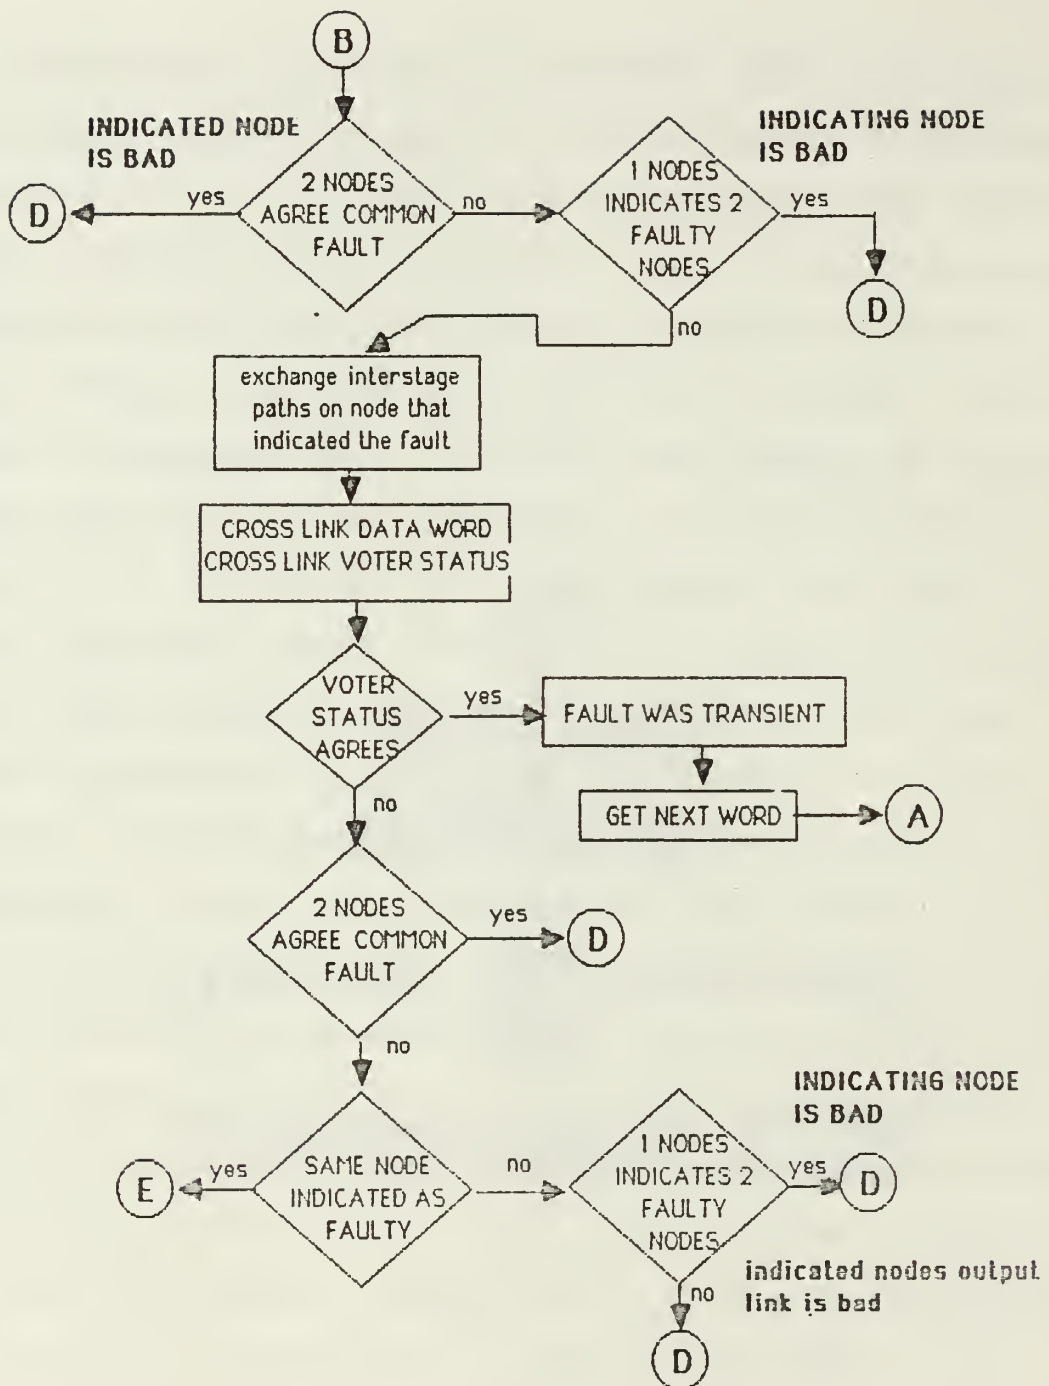 B
INDICATED NODE
IS BAD
INDICATING NODE
IS BAD
yes
D
2 NODES
AGREE COMMON
FAULT
no
1 NODES
INDICATES 2
FAULTY
NODES
yes
D
no
exchange interstage
paths on node that
indicated the fault
CROSS LINK DATA WORD
CROSS LINK VOTER STATUS
VOTER
STATUS
AGREES
yes
FAULT WAS TRANSIENT
no
GET NEXT WORD
A
2 NODES
AGREE COMMON
FAULT
yes
D
no
INDICATING NODE
IS BAD
E
yes
SAME NODE
INDICATED AS
FAULTY
no
1 NODES
INDICATES 2
FAULTY
NODES
yes
D
indicated nodes output
link is bad
no
D